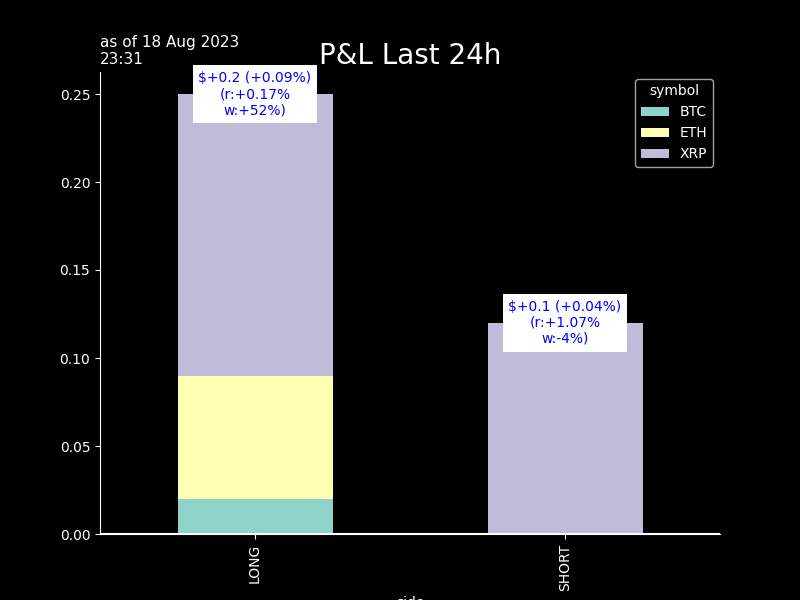 as of 18 Aug 2023
23:31
P&L Last 24h
$+0.2 (+0.09%)
(r:+0.17%
w:+52%)
symbol
BTC
ETH
XRP
$+0.1 (+0.04%)
(r:+1.07%
w:-4%)
0.25
0.20
0.15
0.10
0.05
0.00
LONG
SHORT